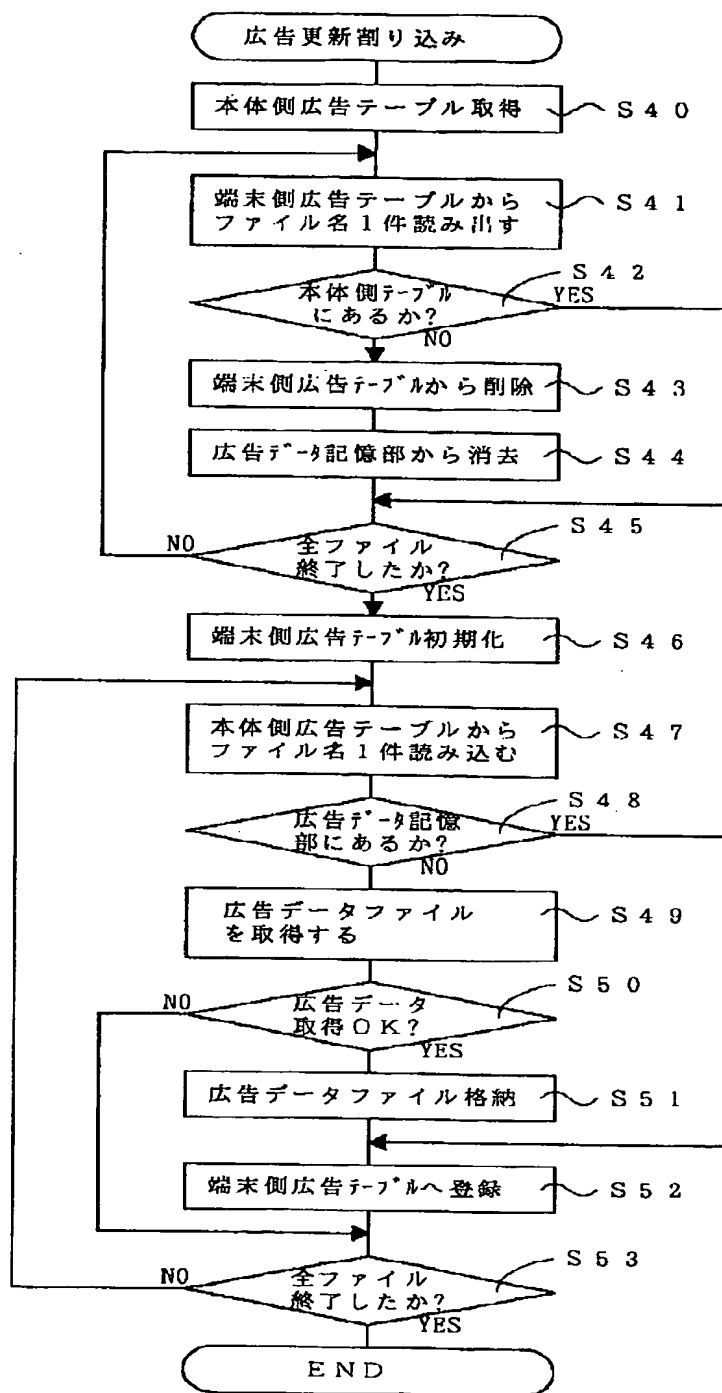 広告更新割り込み
本体側広告テーブル取得
S40
端末側広告テーブルから
ファイル名1件読み出す
S41
S42
本体側ﾃｰﾌﾞﾙ
にあるか?
YES
NO
端末側広告ﾃｰﾌﾞﾙから削除
S43
広告ﾃﾞｰﾀ記憶部から消去
S44
S45
NO
全ファイル
終了したか?
YES
端末側広告ﾃｰﾌﾞﾙ初期化
S46
本体側広告テーブルから
ファイル名1件読み込む
S47
S48
広告ﾃﾞｰﾀ記憶
部にあるか?
YES
NO
広告データファイル
を取得する
S49
S50
NO
広告データ
取得OK?
YES
広告データファイル格納
S51
端末側広告ﾃｰﾌﾞﾙへ登録
S52
S53
NO
全ファイル
終了したか?
YES
END